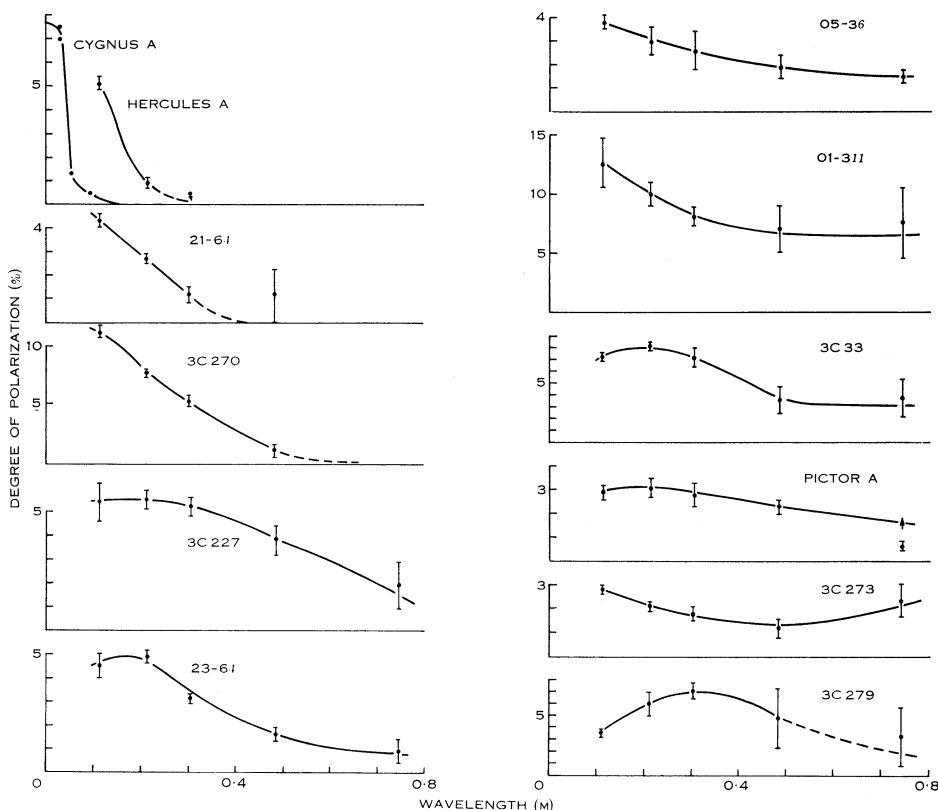 CYGNUS A
5
HERCULES A
4
21-61
10
3C 270
5
5
3C 227
5
23-61
0
0·4
0·8
DEGREE OF POLARIZATION (%)
4
05-36
15
01-311
10
5
3C 33
5
PICTOR A
3
3
3C 273
3C 279
5
0
0·4
0·8
WAVELENGTH (M)